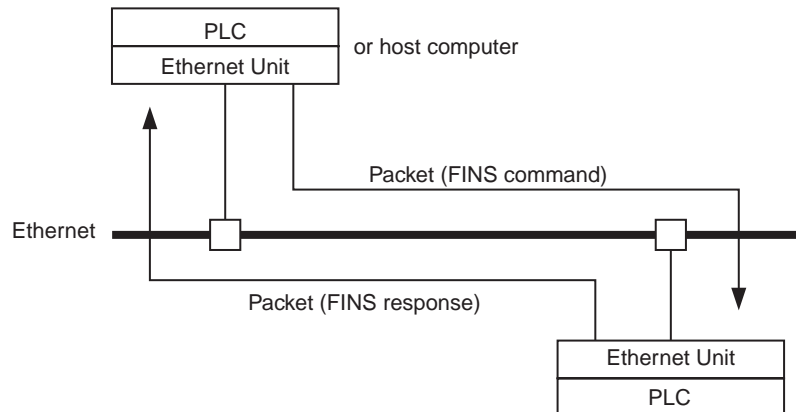 PLC
Ethernet Unit
or host computer
Packet (FINS command)
Ethernet
Packet (FINS response)
Ethernet Unit
PLC